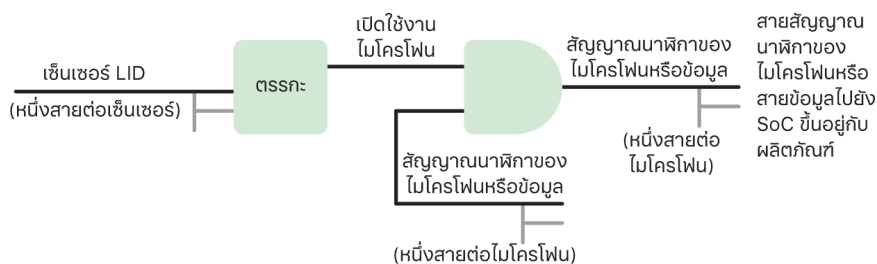 เซ็นเซอร์ LID
(หนึ่งสายต่อเซ็นเซอร์)
ตรรกะ
เปิดใช้งาน
ไมโครโฟน
สัญญาณนาฬิกาของ
ไมโครโฟนหรือข้อมูล
(หนึ่งสายต่อไมโครโฟน)
สัญญาณนาฬิกาของ
ไมโครโฟนหรือข้อมูล
(หนึ่งสายต่อ
ไมโครโฟน)
สายสัญญาณ
นาฬิกาของ
ไมโครโฟนหรือ
สายข้อมูลไปยัง
SoC ขึ้นอยู่กับ
ผลิตภัณฑ์